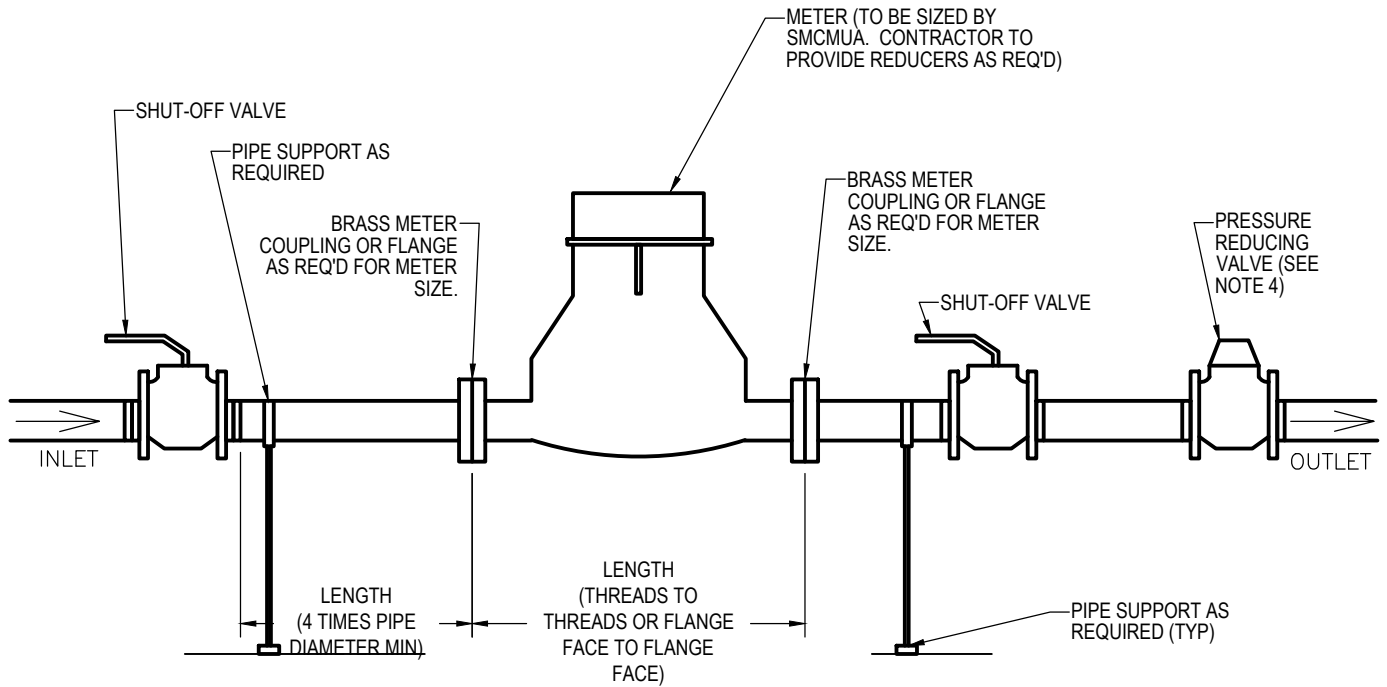 METER (TO BE SIZED BY
SMCMUA. CONTRACTOR TO
PROVIDE REDUCERS AS REQ'D)
SHUT-OFF VALVE
PIPE SUPPORT AS
REQUIRED
BRASS METER
COUPLING OR FLANGE
AS REQ'D FOR METER
SIZE.
BRASS METER
COUPLING OR FLANGE
AS REQ'D FOR METER
SIZE.
PRESSURE
REDUCING
VALVE (SEE
NOTE 4)
SHUT-OFF VALVE
INLET
OUTLET
LENGTH
(4 TIMES PIPE
DIAMETER MIN)
LENGTH
(THREADS TO
THREADS OR FLANGE
FACE TO FLANGE
FACE)
PIPE SUPPORT AS
REQUIRED (TYP)